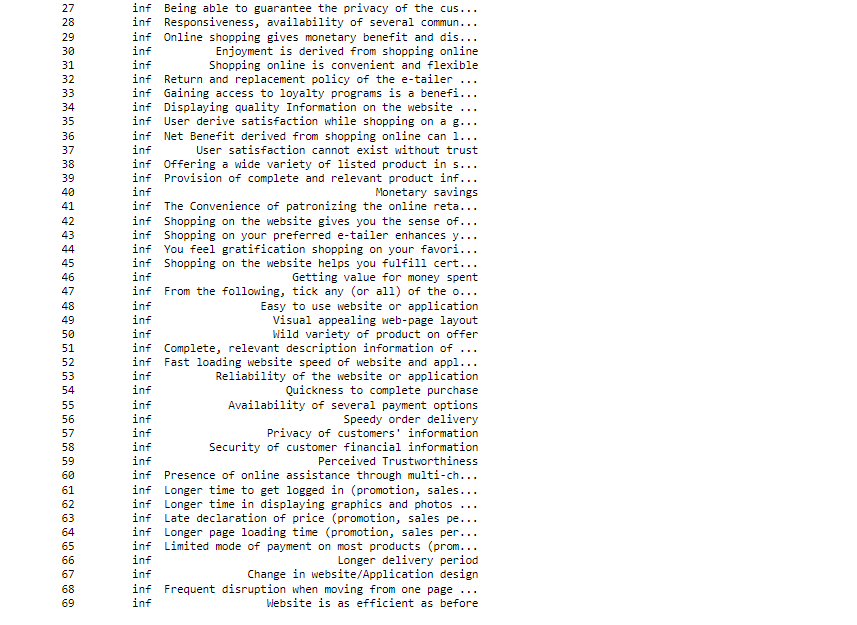 27 inf Being able to guarantee the privacy of the cus...
28 inf Responsiveness, availability of several commun...
29 inf Online shopping gives monetary benefit and dis...
30 inf Enjoyment is derived from shopping online
31 inf Shopping online is convenient and flexible
32 inf Return and replacement policy of the e-tailer ...
33 inf Gaining access to loyalty programs is a benefi...
34 inf Displaying quality Information on the website ...
35 inf User derive satisfaction while shopping on a g...
36 inf Net Benefit derived from shopping online can l...
37 inf User satisfaction cannot exist without trust
38 inf Offering a wide variety of listed product in s...
39 inf Provision of complete and relevant product inf...
40 inf Monetary savings
41 inf The Convenience of patronizing the online reta...
42 inf Shopping on the website gives you the sense of...
43 inf Shopping on your preferred e-tailer enhances y...
44 inf You feel gratification shopping on your favori...
45 inf Shopping on the website helps you fulfill cert...
46 inf Getting value for money spent
47 inf From the following, tick any (or all) of the o...
48 inf Easy to use website or application
49 inf Visual appealing web-page layout
50 inf Wild variety of product on offer
51 inf Complete, relevant description information of ...
52 inf Fast loading website speed of website and appl...
53 inf Reliability of the website or application
54 inf Quickness to complete purchase
55 inf Availability of several payment options
56 inf Speedy order delivery
57 inf Privacy of customers' information
58 inf Security of customer financial information
59 inf Perceived Trustworthiness
60 inf Presence of online assistance through multi-ch...
61 inf Longer time to get logged in (promotion, sales...
62 inf Longer time in displaying graphics and photos ...
63 inf Late declaration of price (promotion, sales pe...
64 inf Longer page loading time (promotion, sales per...
65 inf Limited mode of payment on most products (prom...
66 inf Longer delivery period
67 inf Change in website/Application design
68 inf Frequent disruption when moving from one page ...
69 inf Website is as efficient as before